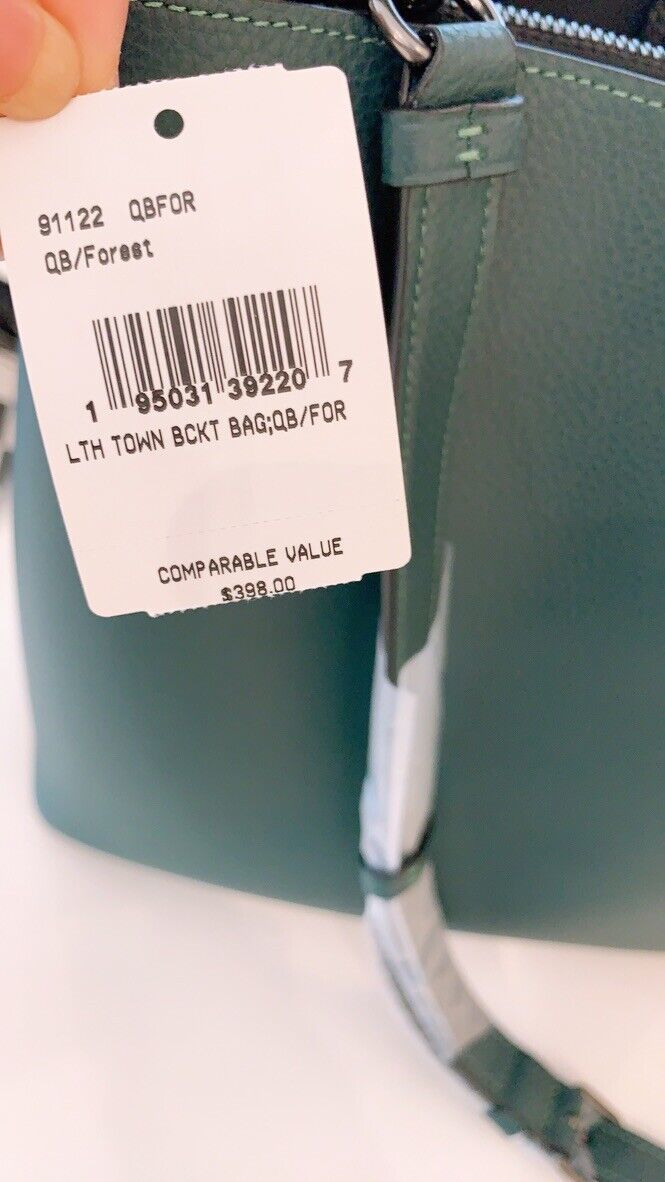 91122 QBFOR
QB/Forest
1 95031 39220 7
LTH TOWN BCKT BAG;QB/FOR
COMPARABLE VALUE
$398.00